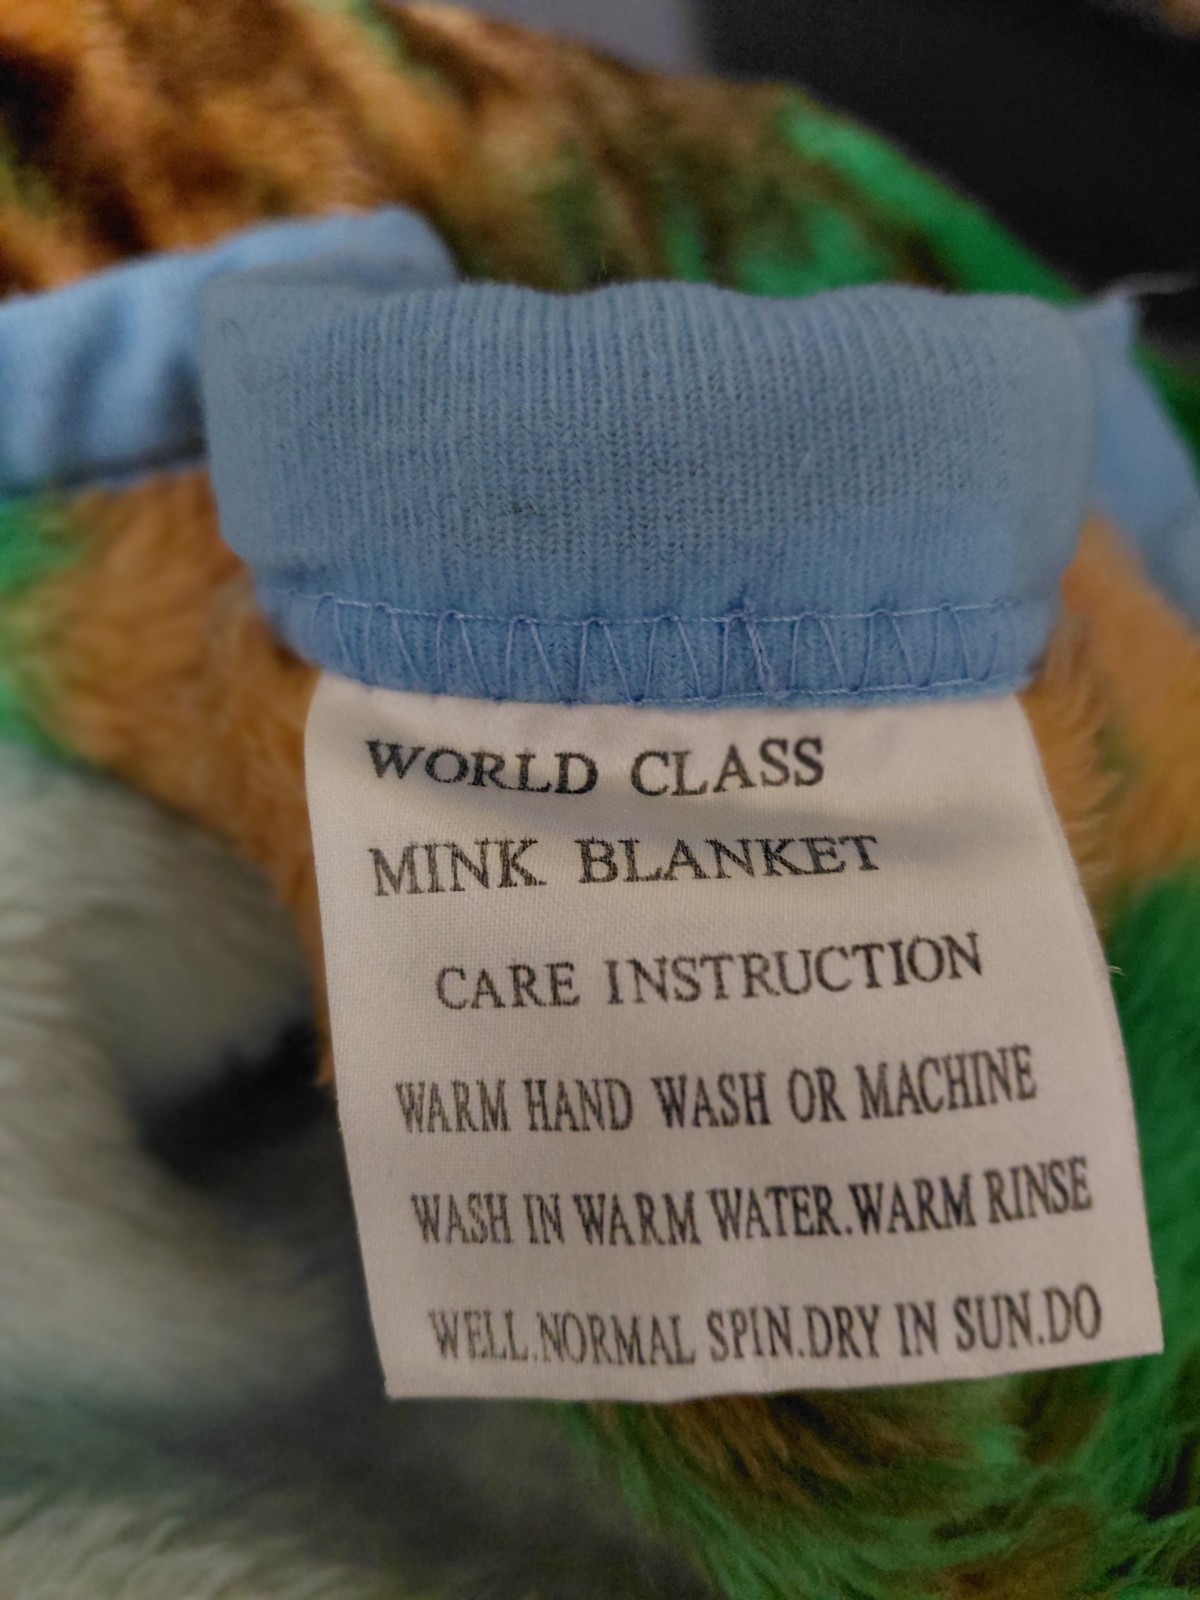 WORLD CLASS
MINK BLANKET
CARE INSTRUCTION
WARM HAND WASH OR MACHINE
WASH IN WARM WATER.WARM RINSE
WELL.NORMAL SPIN.DRY IN SUN.DO